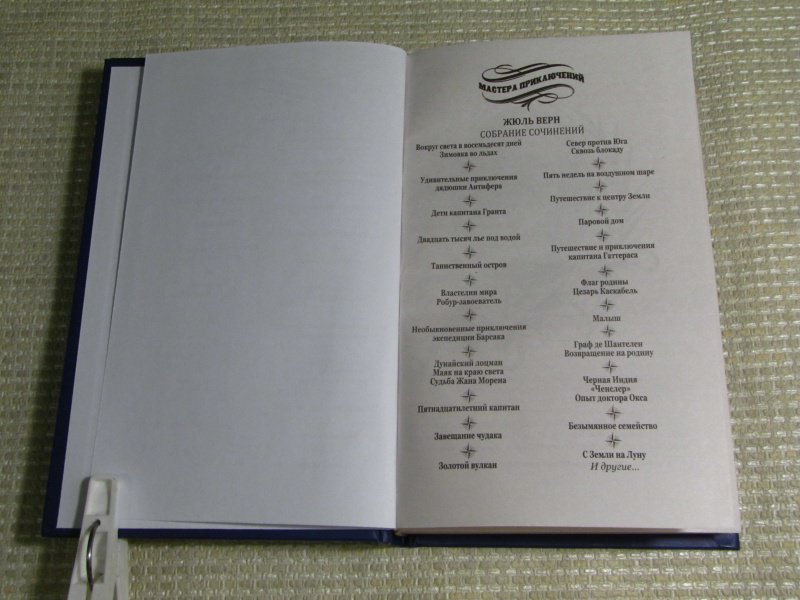 МАСТЕРА ПРИКЛЮЧЕНИЙ
ЖЮЛЬ ВЕРН
СОБРАНИЕ СОЧИНЕНИЙ
Вокруг света в восемьдесят дней
Зимовка во льдах
Удивительные приключения
дядюшки Антифера
Дети капитана Гранта
Двадцать тысяч лье под водой
Таинственный остров
Властелин мира
Робур-завоеватель
Необыкновенные приключения
экспедиции Барсака
Дунайский лоцман
Маяк на краю света
Судьба Жана Морена
Пятнадцатилетний капитан
Завещание чудака
Золотой вулкан
Север против Юга
Сквозь блокаду
Пять недель на воздушном шаре
Путешествие к центру Земли
Паровой дом
Путешествие и приключения
капитана Гаттераса
Флаг родины
Цезарь Каскабель
Малыш
Граф де Шантелен
Возвращение на родину
Черная Индия
«Ченслер»
Опыт доктора Окса
Безымянное семейство
С Земли на Луну
И другие...